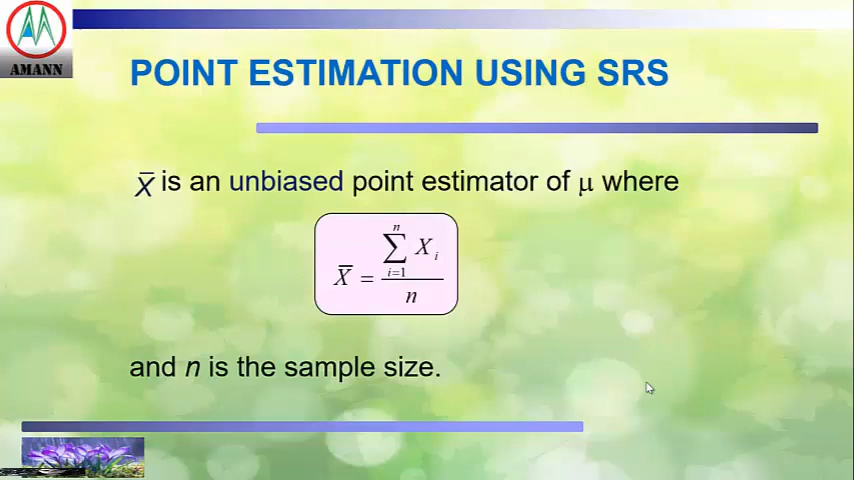 AMANN
POINT ESTIMATION USING SRS
X̄ is an unbiased point estimator of μ where
X̄ = ∑_{i=1}^{n} X_i / n
and n is the sample size.